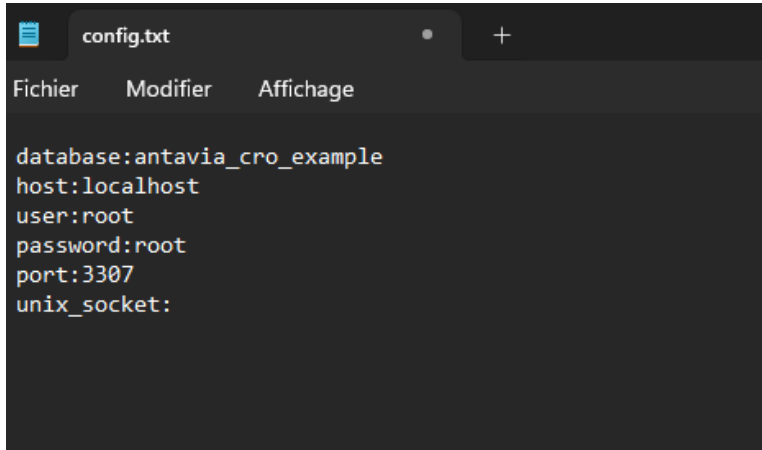 config.txt
Fichier Modifier Affichage
database:antavia_cro_example
host:localhost
user:root
password:root
port:3307
unix_socket: